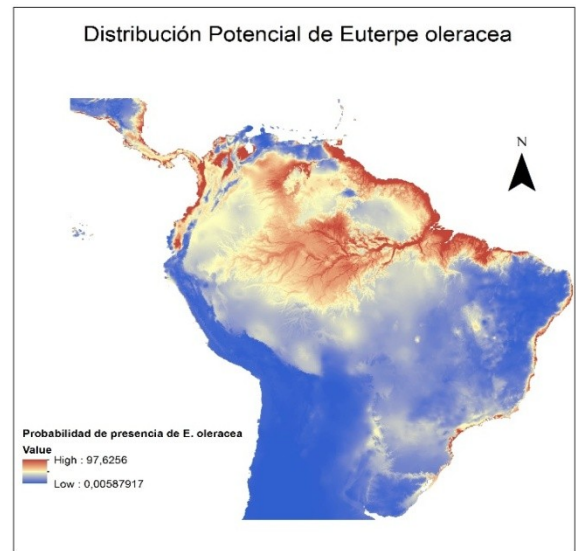 Distribución Potencial de Euterpe oleracea
N
Probabilidad de presencia de E. oleracea
Value
High : 97,6256
Low : 0,00587917